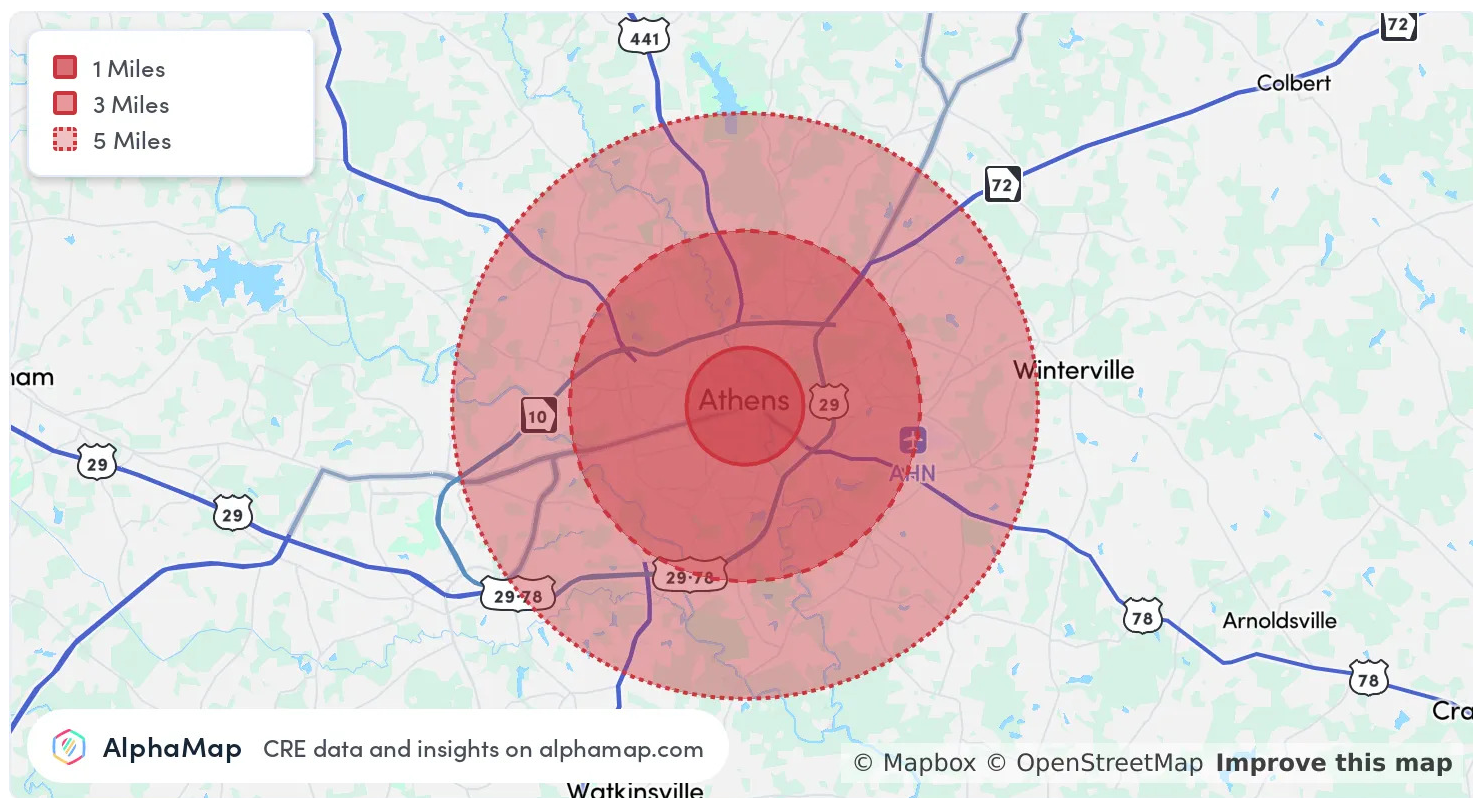 441
72
1 Miles
3 Miles
5 Miles
Colbert
72
Winterville
Athens
29
10
AHN
29
29
29·78
29·78
78
Arnoldsville
78
AlphaMap CRE data and insights on alphamap.com
© Mapbox © OpenStreetMap Improve this map
Watkinsville